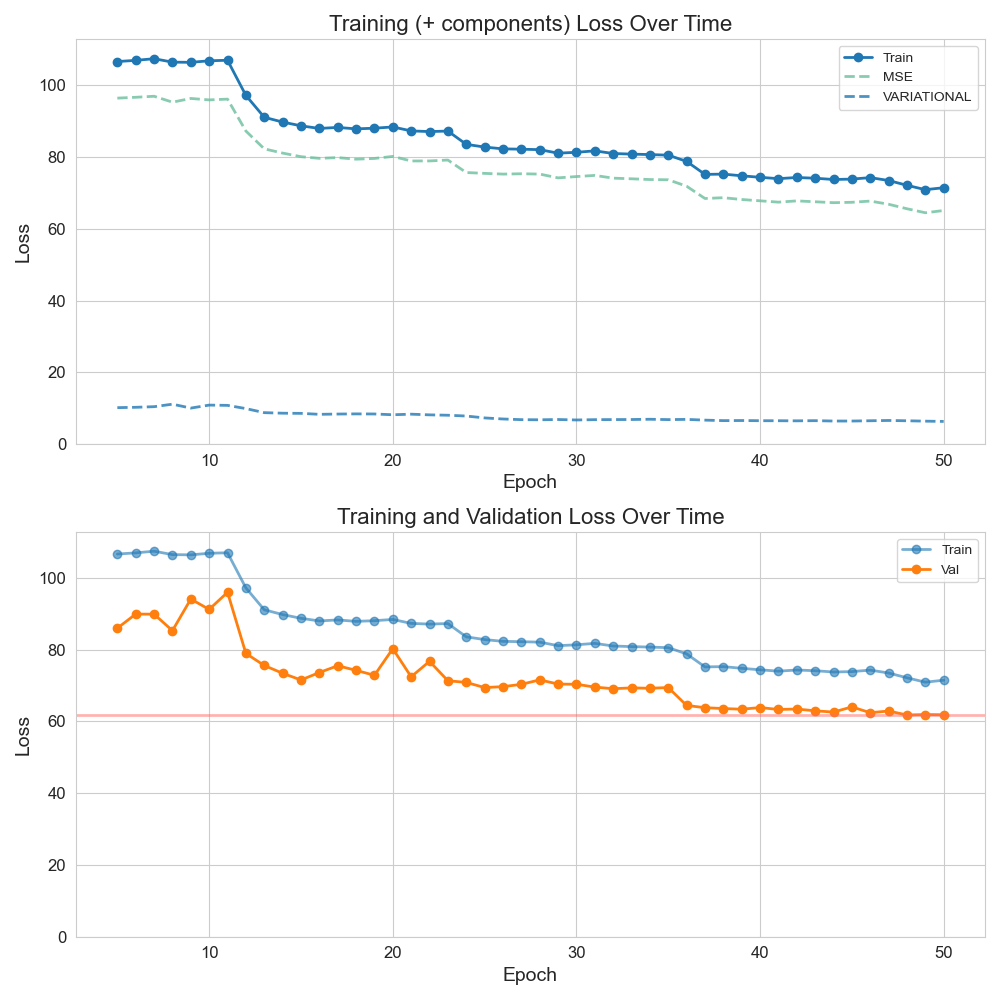 Training (+ components) Loss Over Time
Train
MSE
VARIATIONAL
100
80
60
40
20
0
Loss
10 20 30 40 50
Epoch
Training and Validation Loss Over Time
Train
Val
100
80
60
40
20
0
Loss
10 20 30 40 50
Epoch